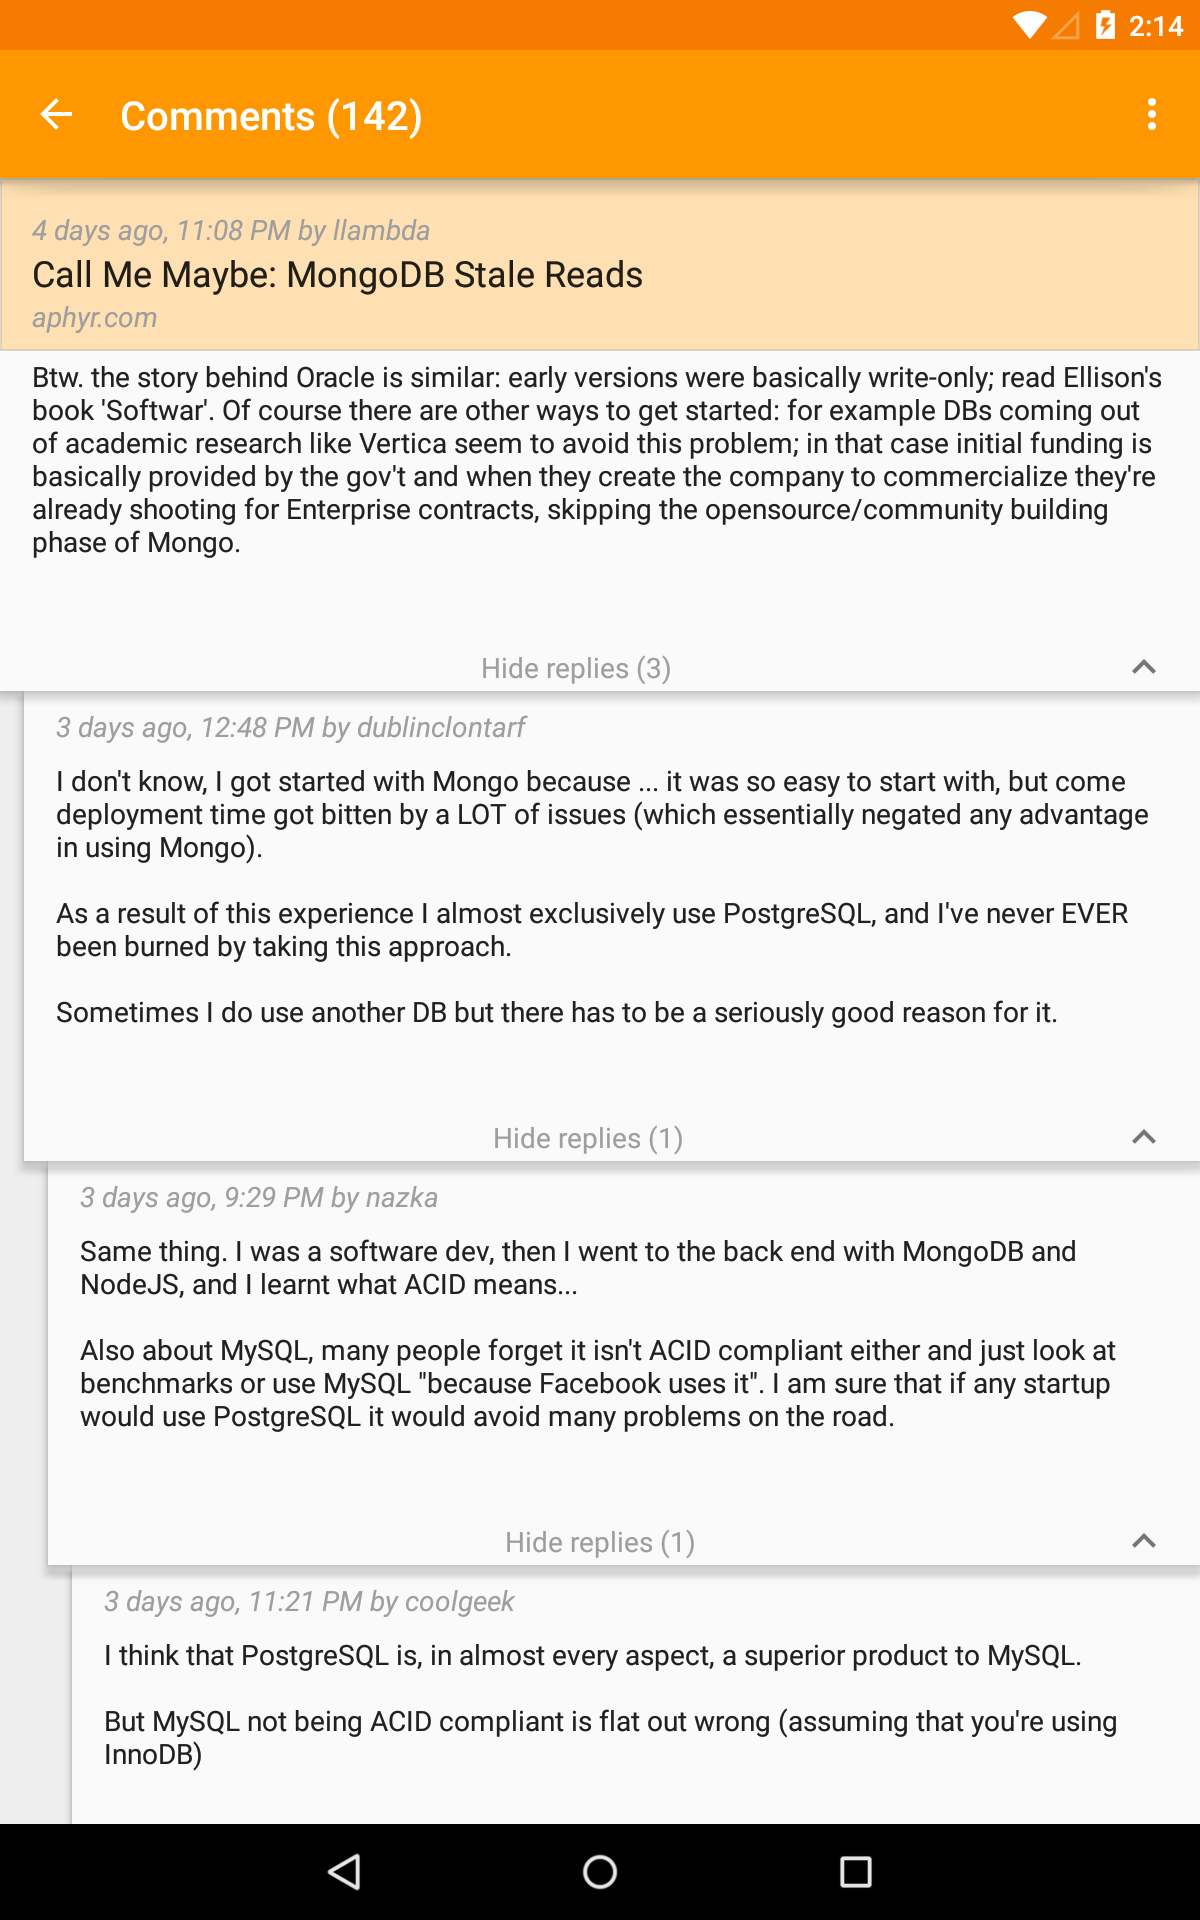 2:14
Comments (142)
4 days ago, 11:08 PM by llambda
Call Me Maybe: MongoDB Stale Reads
aphyr.com
Btw. the story behind Oracle is similar: early versions were basically write-only; read Ellison's
book 'Softwar'. Of course there are other ways to get started: for example DBs coming out
of academic research like Vertica seem to avoid this problem; in that case initial funding is
basically provided by the gov't and when they create the company to commercialize they're
already shooting for Enterprise contracts, skipping the opensource/community building
phase of Mongo.
Hide replies (3)
3 days ago, 12:48 PM by dublinclontarf
I don't know, I got started with Mongo because ... it was so easy to start with, but come
deployment time got bitten by a LOT of issues (which essentially negated any advantage
in using Mongo).
As a result of this experience I almost exclusively use PostgreSQL, and I've never EVER
been burned by taking this approach.
Sometimes I do use another DB but there has to be a seriously good reason for it.
Hide replies (1)
3 days ago, 9:29 PM by nazka
Same thing. I was a software dev, then I went to the back end with MongoDB and
NodeJS, and I learnt what ACID means...
Also about MySQL, many people forget it isn't ACID compliant either and just look at
benchmarks or use MySQL "because Facebook uses it". I am sure that if any startup
would use PostgreSQL it would avoid many problems on the road.
Hide replies (1)
3 days ago, 11:21 PM by coolgeek
I think that PostgreSQL is, in almost every aspect, a superior product to MySQL.
But MySQL not being ACID compliant is flat out wrong (assuming that you're using
InnoDB)